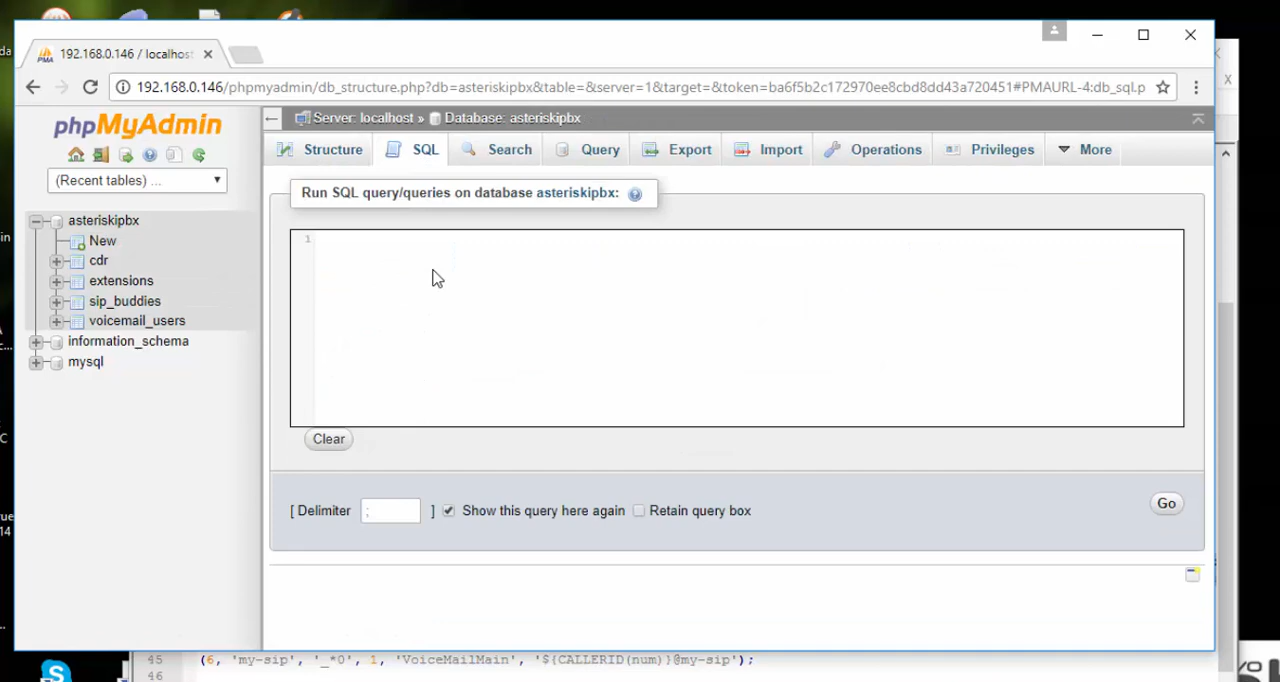 192.168.0.146 / localhos
192.168.0.146/phpmyadmin/db_structure.php?db=asteriskipbx&table=&server=1&target=&token=ba6f5b2c172970ee8cbd8dd43a720451#PMAURL-4:db_sql.p
phpMyAdmin
PMA
Server: localhost » Database: asteriskipbx
Structure
SQL
Search
Query
Export
Import
Operations
Privileges
More
(Recent tables) ...
Run SQL query/queries on database asteriskipbx:
asteriskipbx
New
cdr
extensions
sip_buddies
voicemail_users
information_schema
mysql
1
Clear
[ Delimiter ; ] Show this query here again Retain query box
Go
45 (6, 'my-sip', '_*0', 1, 'VoiceMailMain', '${CALLERID(num)}@my-sip');
46